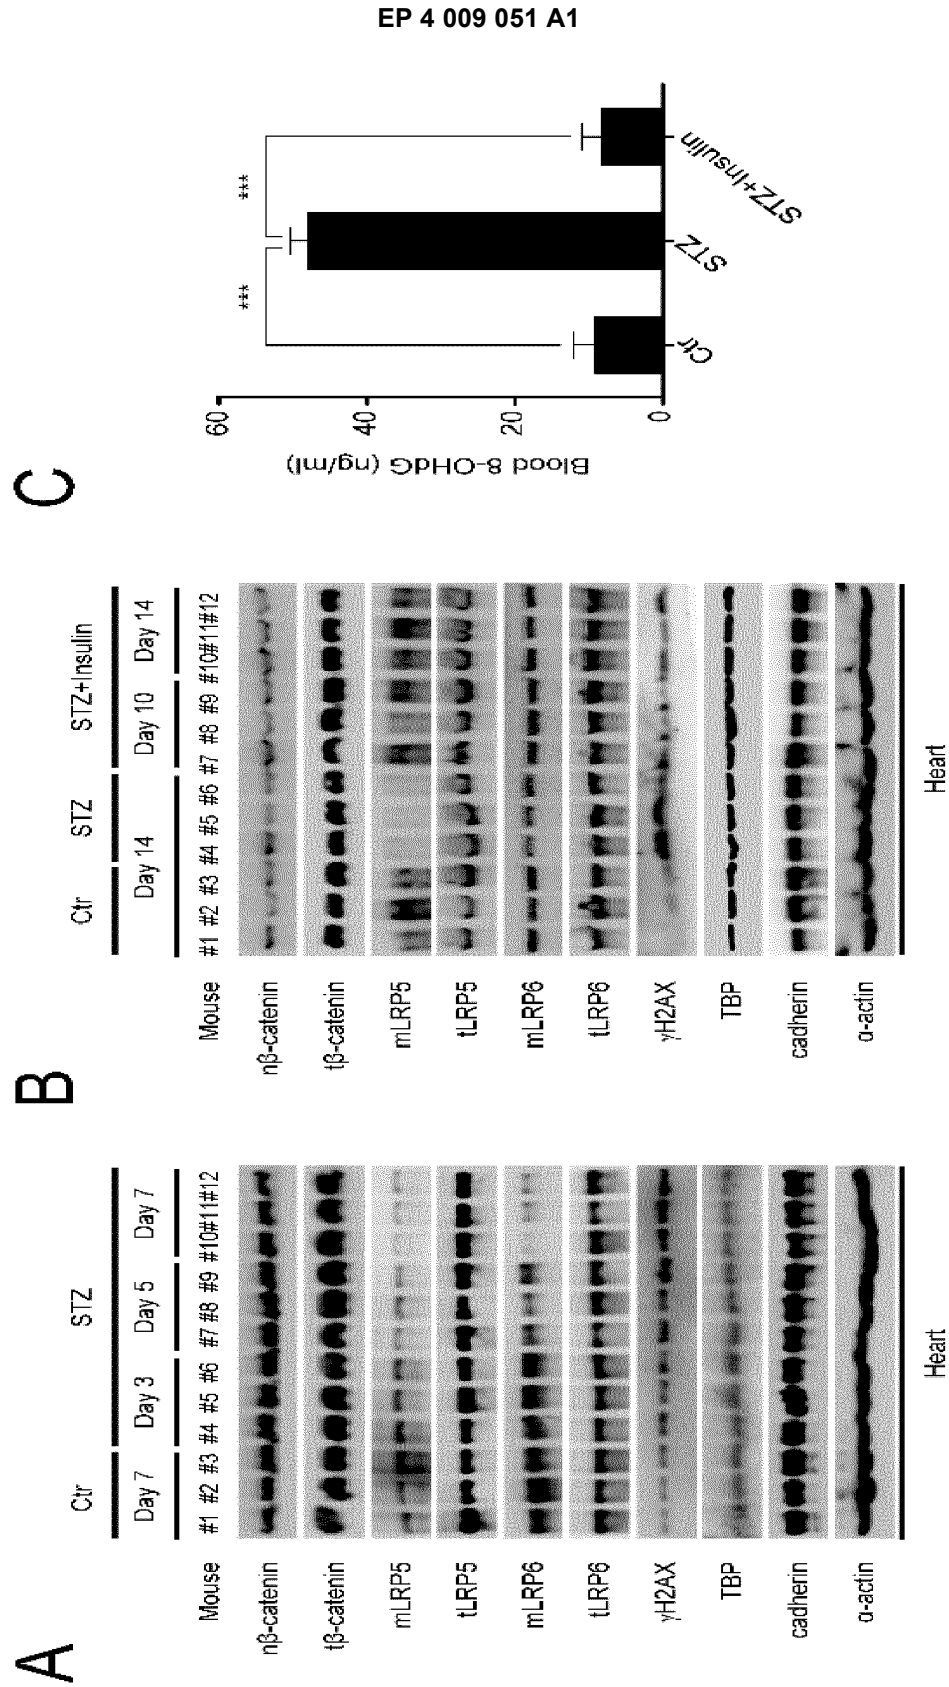 EP 4 009 051 A1
A
Ctr STZ
Day 7 Day 3 Day 5 Day 7
Mouse #1 #2 #3 #4 #5 #6 #7 #8 #9 #10 #11 #12
nβ-catenin
tβ-catenin
mLRP5
tLRP5
mLRP6
tLRP6
γH2AX
TBP
cadherin
α-actin
Heart
B
Ctr STZ STZ+Insulin
Day 14 Day 10 Day 14
Mouse #1 #2 #3 #4 #5 #6 #7 #8 #9 #10 #11 #12
nβ-catenin
tβ-catenin
mLRP5
tLRP5
mLRP6
tLRP6
γH2AX
TBP
cadherin
α-actin
Heart
C
Blood 8-OHdG (ng/ml)
60
40
20
0
*** ***
Ctr
STZ
STZ+Insulin